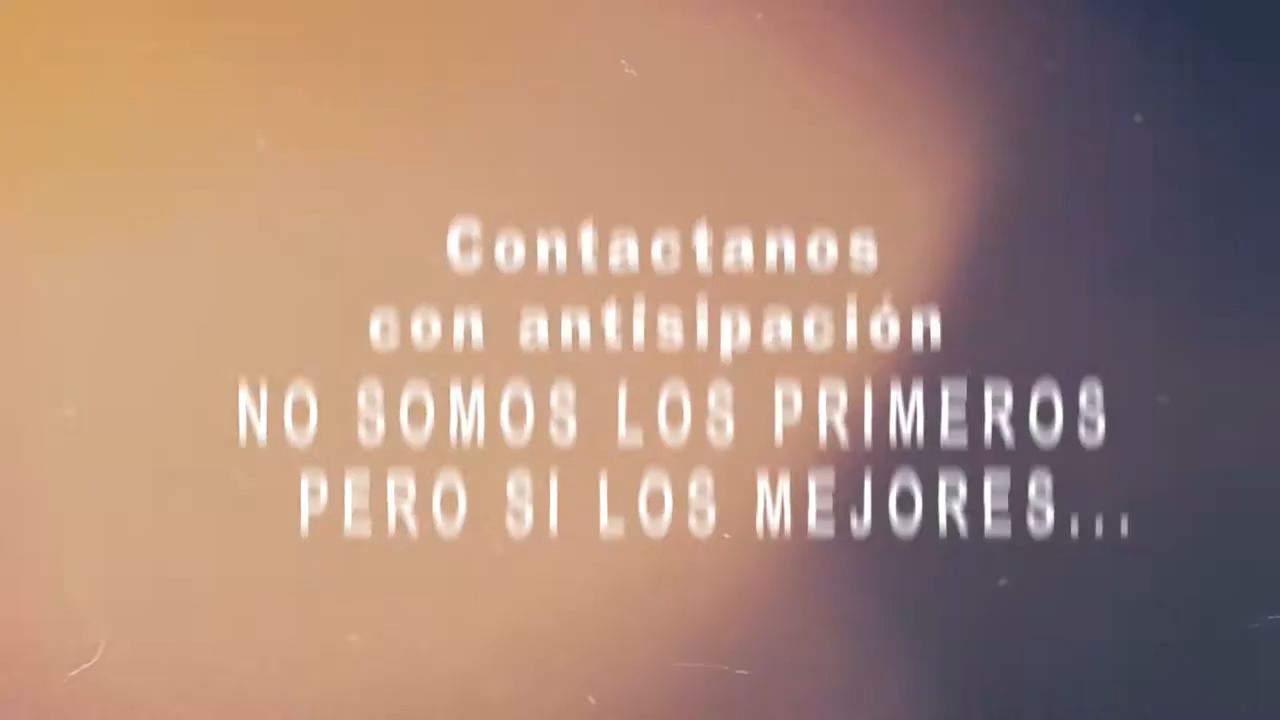 Contactanos
con antisipación
NO SOMOS LOS PRIMEROS
PERO SI LOS MEJORES...